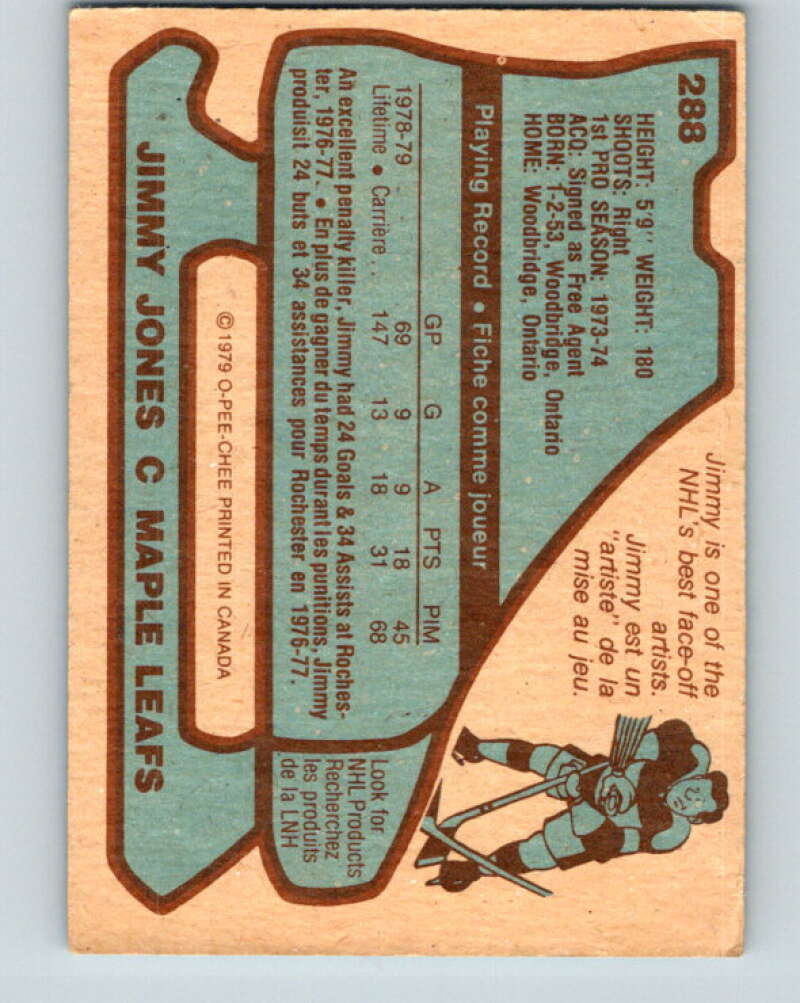 288
HEIGHT: 5'9" WEIGHT: 180
SHOOTS: Right
1st PRO SEASON: 1973-74
ACQ: Signed as Free Agent
BORN: 1-2-53, Woodbridge, Ontario
HOME: Woodbridge, Ontario
Jimmy is one of the
NHL's best face-off
artists.
Jimmy est un
"artiste" de la
mise au jeu.
Playing Record • Fiche comme joueur
GP G A PTS PIM
1978-79 69 9 9 18 45
Lifetime • Carrière .. 147 13 18 31 68
An excellent penalty killer, Jimmy had 24 Goals & 34 Assists at Roches-
ter, 1976-77. • En plus de gagner du temps durant les punitions, Jimmy
produisit 24 buts et 34 assistances pour Rochester en 1976-77.
Look for
NHL Products
Recherchez
les produits
de la LNH
©1979 O-PEE-CHEE PRINTED IN CANADA
JIMMY JONES C MAPLE LEAFS